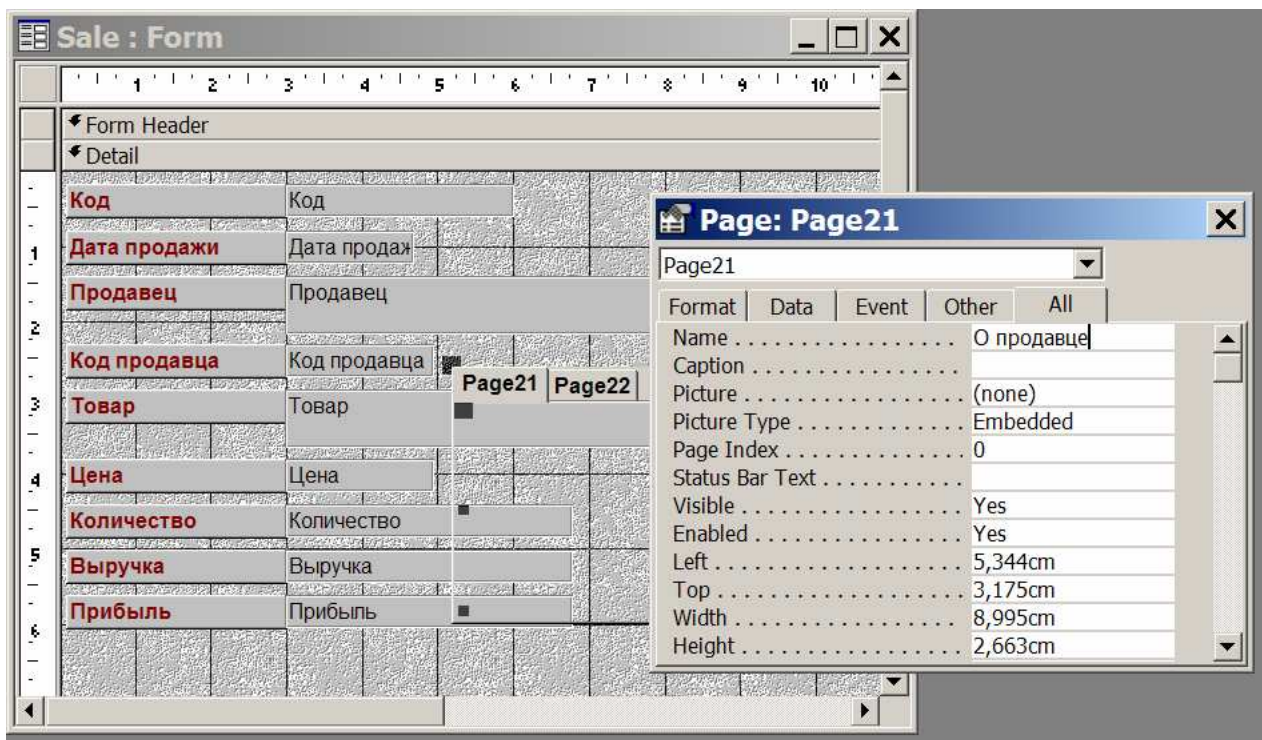 Sale : Form
1 2 3 4 5 6 7 8 9 10
Form Header
Detail
Код Код
Дата продажи Дата продаж
1
Продавец Продавец
2
Код продавца Код продавца
Page21 Page22
3
Товар Товар
4
Цена Цена
Количество Количество
5
Выручка Выручка
Прибыль Прибыль
6
Page: Page21
Page21
Format Data Event Other All
Name . . . . . . . . . . . . . . . . . . О продавце
Caption . . . . . . . . . . . . . . . . .
Picture . . . . . . . . . . . . . . . . . . (none)
Picture Type . . . . . . . . . . . . . . Embedded
Page Index . . . . . . . . . . . . . . . 0
Status Bar Text . . . . . . . . . . . .
Visible . . . . . . . . . . . . . . . . . . Yes
Enabled . . . . . . . . . . . . . . . . . Yes
Left . . . . . . . . . . . . . . . . . . . . 5,344cm
Top . . . . . . . . . . . . . . . . . . . . 3,175cm
Width . . . . . . . . . . . . . . . . . . 8,995cm
Height . . . . . . . . . . . . . . . . . . 2,663cm